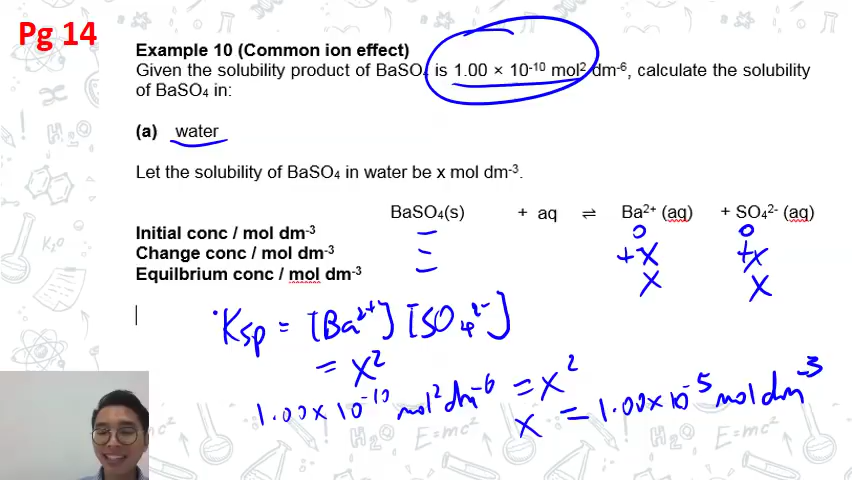 Pg 14
Example 10 (Common ion effect)
Given the solubility product of BaSO₄ is 1.00 × 10⁻¹⁰ mol² dm⁻⁶, calculate the solubility
of BaSO₄ in:
(a) water
Let the solubility of BaSO₄ in water be x mol dm⁻³.
BaSO₄(s) + aq ⇌ Ba²⁺ (aq) + SO₄²⁻ (aq)
Initial conc / mol dm⁻³ – 0 0
Change conc / mol dm⁻³ – +x +x
Equilbrium conc / mol dm⁻³ – x x
Ksp = [Ba²⁺] [SO₄²⁻]
= x²
1.00 × 10⁻¹⁰ mol² dm⁻⁶ = x²
x = 1.00 × 10⁻⁵ mol dm⁻³